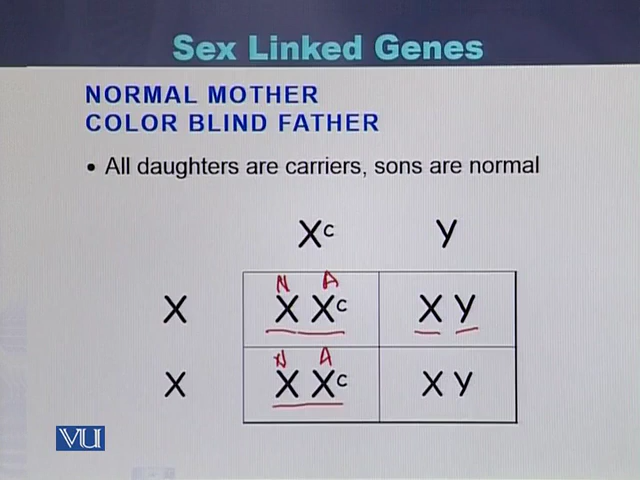 Sex Linked Genes
NORMAL MOTHER
COLOR BLIND FATHER
• All daughters are carriers, sons are normal
Xc Y
N A
X X Xc X Y
N A
X X Xc X Y
VU